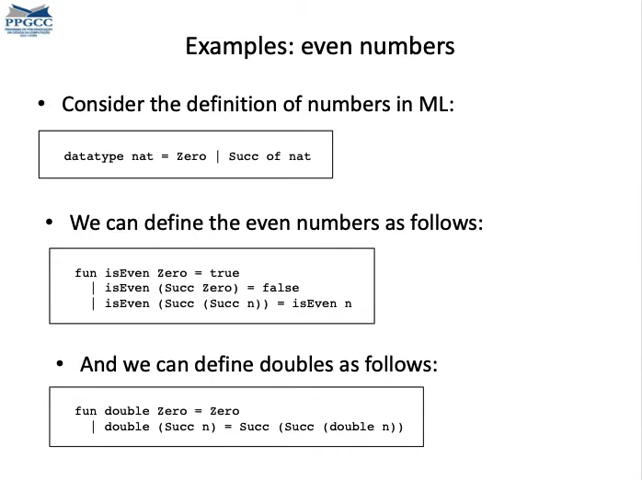 PPGCC
Examples: even numbers
• Consider the definition of numbers in ML:
datatype nat = Zero | Succ of nat
• We can define the even numbers as follows:
fun isEven Zero = true
| isEven (Succ Zero) = false
| isEven (Succ (Succ n)) = isEven n
• And we can define doubles as follows:
fun double Zero = Zero
| double (Succ n) = Succ (Succ (double n))